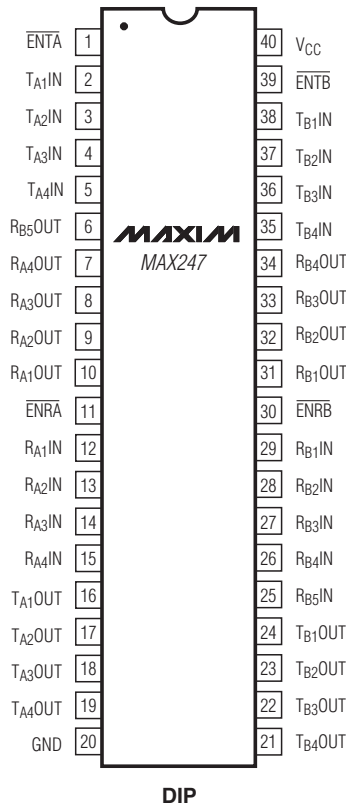 ENTA 1 40 VCC
TA1IN 2 39 ENTB
TA2IN 3 38 TB1IN
TA3IN 4 37 TB2IN
TA4IN 5 36 TB3IN
RB5OUT 6 MAXIM 35 TB4IN
RA4OUT 7 MAX247 34 RB4OUT
RA3OUT 8 33 RB3OUT
RA2OUT 9 32 RB2OUT
RA1OUT 10 31 RB1OUT
ENRA 11 30 ENRB
RA1IN 12 29 RB1IN
RA2IN 13 28 RB2IN
RA3IN 14 27 RB3IN
RA4IN 15 26 RB4IN
TA1OUT 16 25 RB5IN
TA2OUT 17 24 TB1OUT
TA3OUT 18 23 TB2OUT
TA4OUT 19 22 TB3OUT
GND 20 21 TB4OUT
DIP